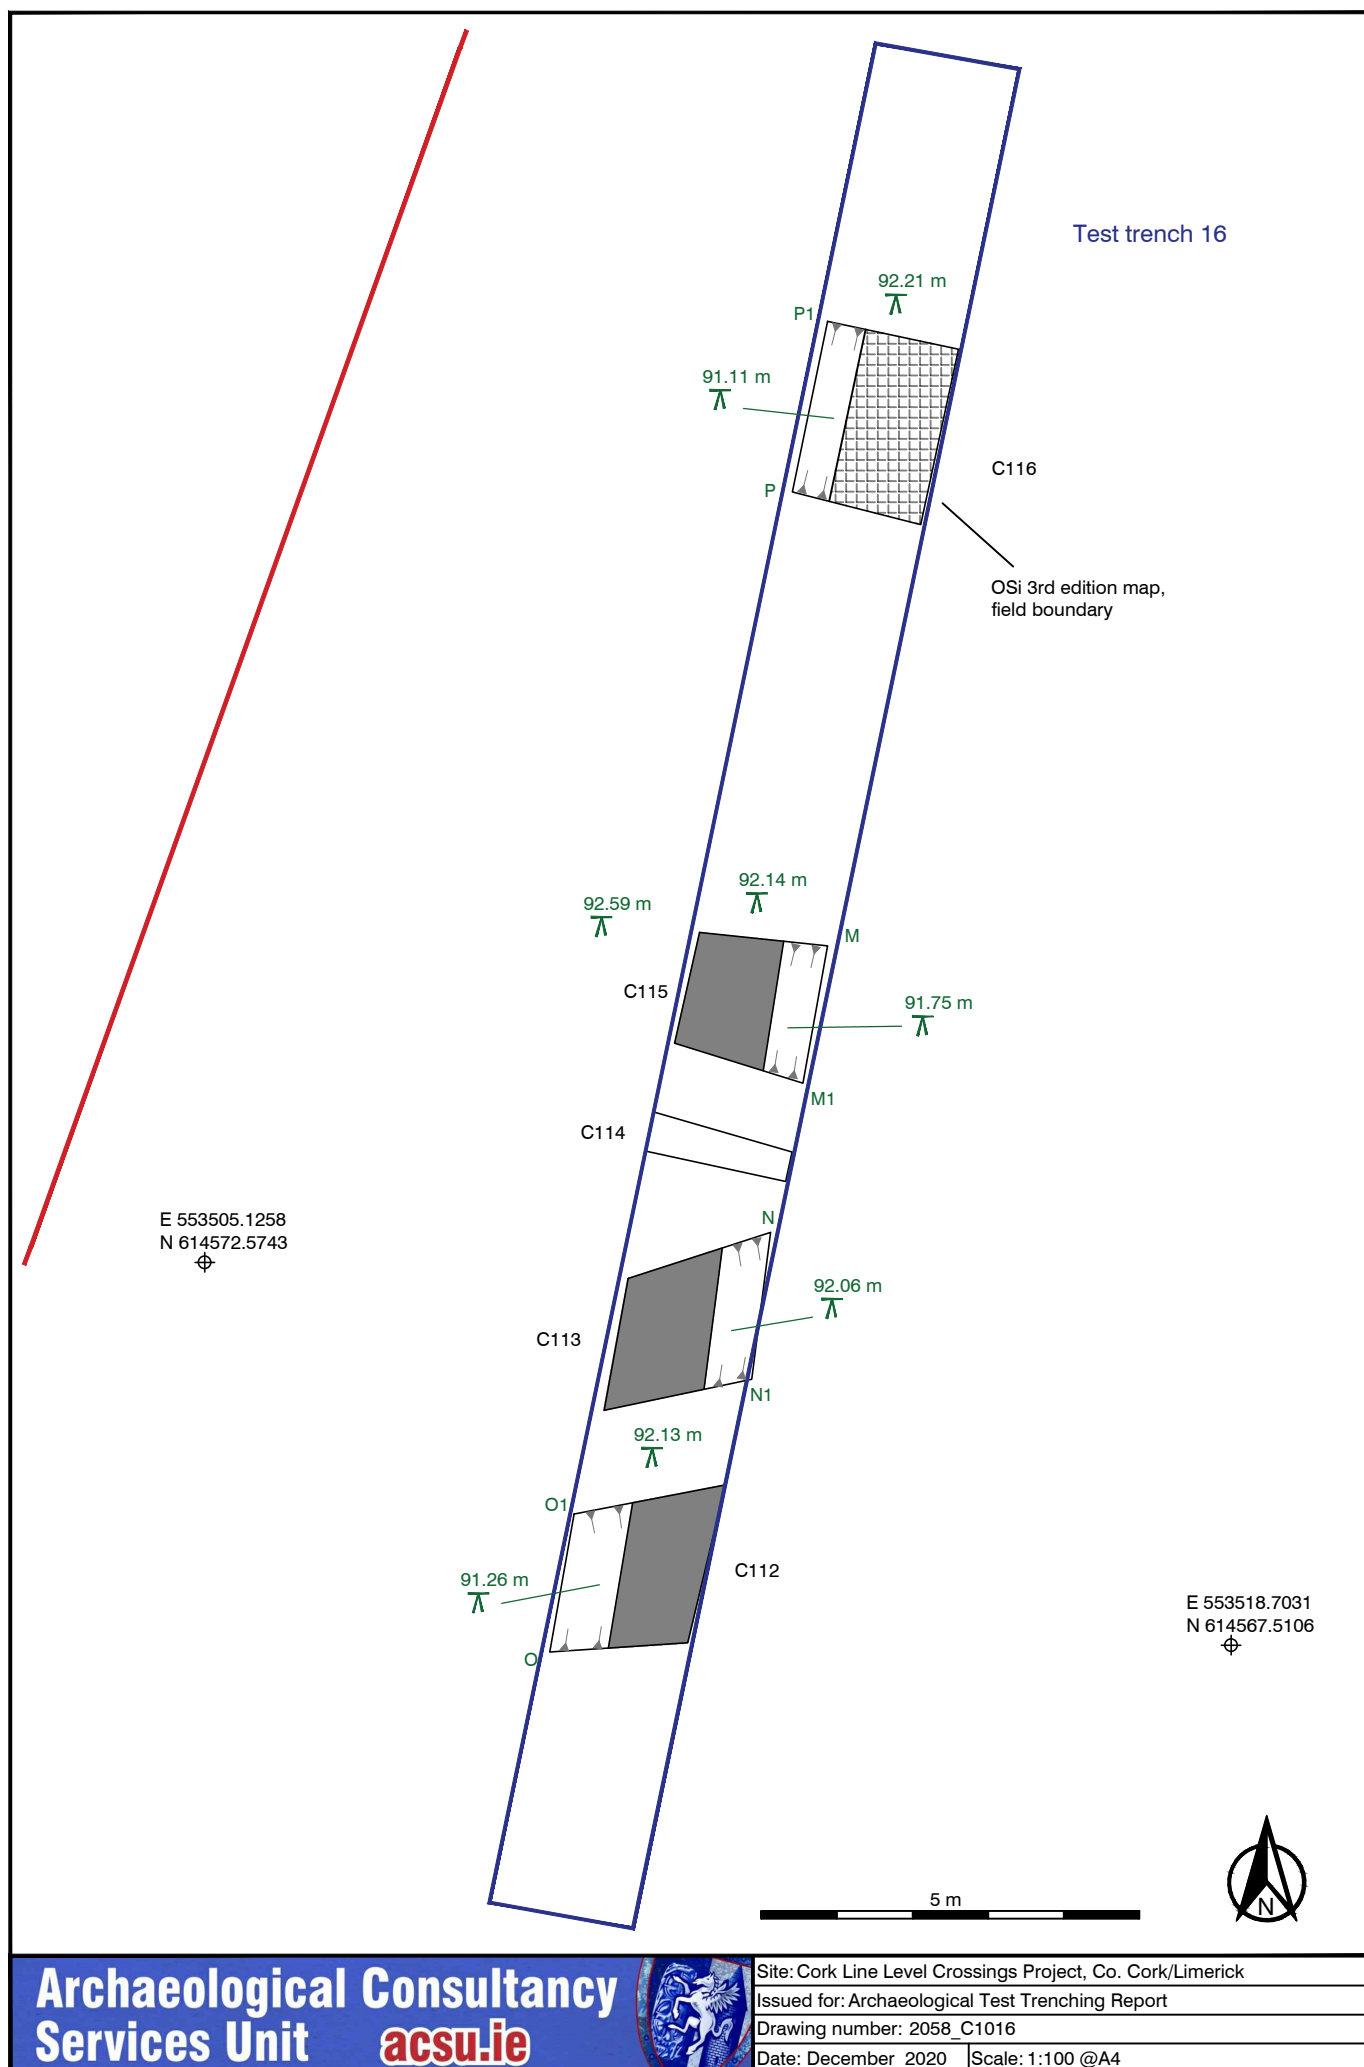 Test trench 16
92.21 m
P1
91.11 m
C116
P
OSi 3rd edition map,
field boundary
92.14 m
92.59 m
M
C115
91.75 m
M1
C114
E 553505.1258
N 614572.5743
N
92.06 m
C113
N1
92.13 m
O1
C112
91.26 m
E 553518.7031
N 614567.5106
O
5 m
N
Archaeological Consultancy
Services Unit acsu.ie
Site: Cork Line Level Crossings Project, Co. Cork/Limerick
Issued for: Archaeological Test Trenching Report
Drawing number: 2058_C1016
Date: December 2020 Scale: 1:100 @A4